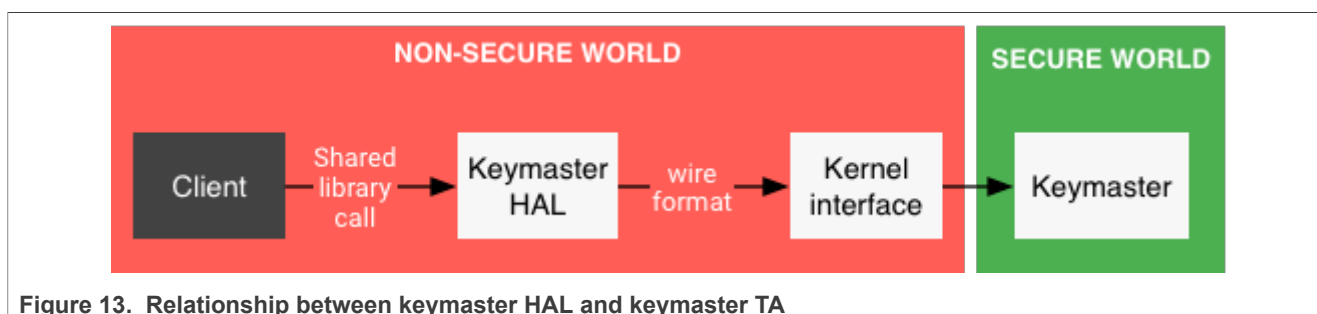 NON-SECURE WORLD
SECURE WORLD
Client
Shared
library
call
Keymaster
HAL
wire
format
Kernel
interface
Keymaster
Figure 13. Relationship between keymaster HAL and keymaster TA